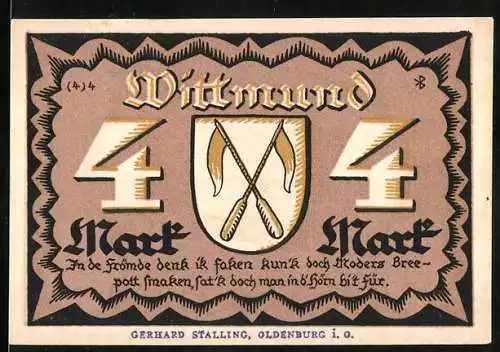 (4)4
Wittmund
4 4
Mark Mark
In de Frömde denk ik faken kun'k doch Moders Bree-
pott smaken, sat'k doch man in d'Hörn bi't Für.
GERHARD STALLING, OLDENBURG i. O.